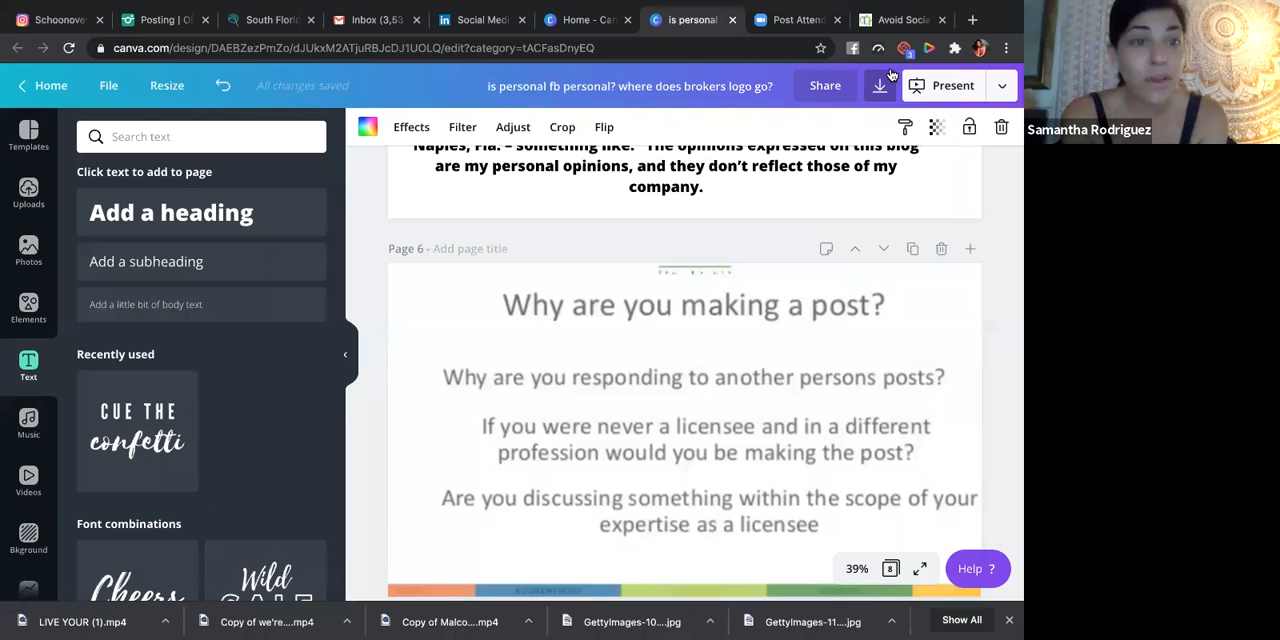 Schoonove
Posting | Ol
South Flori
Inbox (3,53
Social Medi
Home - Can
is personal
Post Attend
Avoid Socia
canva.com/design/DAEBZezPmZo/dJUkxM2ATjuRBJcDJ1UOLQ/edit?category=tACFasDnyEQ
3
Home
File
Resize
All changes saved
is personal fb personal? where does brokers logo go?
Share
Present
Samantha Rodriguez
Templates
Uploads
Photos
Elements
Text
Music
Videos
Bkground
Search text
Click text to add to page
Add a heading
Add a subheading
Add a little bit of body text
Recently used
CUE THE
confetti
Font combinations
Cheers
Wild
Effects
Filter
Adjust
Crop
Flip
Naples, Fla. – something like: "The opinions expressed on this blog
are my personal opinions, and they don't reflect those of my
company.
Page 6 - Add page title
Why are you making a post?
Why are you responding to another persons posts?
If you were never a licensee and in a different
profession would you be making the post?
Are you discussing something within the scope of your
expertise as a licensee
39%
8
Help ?
LIVE YOUR (1).mp4
Copy of we're....mp4
Copy of Malco....mp4
GettyImages-10....jpg
GettyImages-11....jpg
Show All